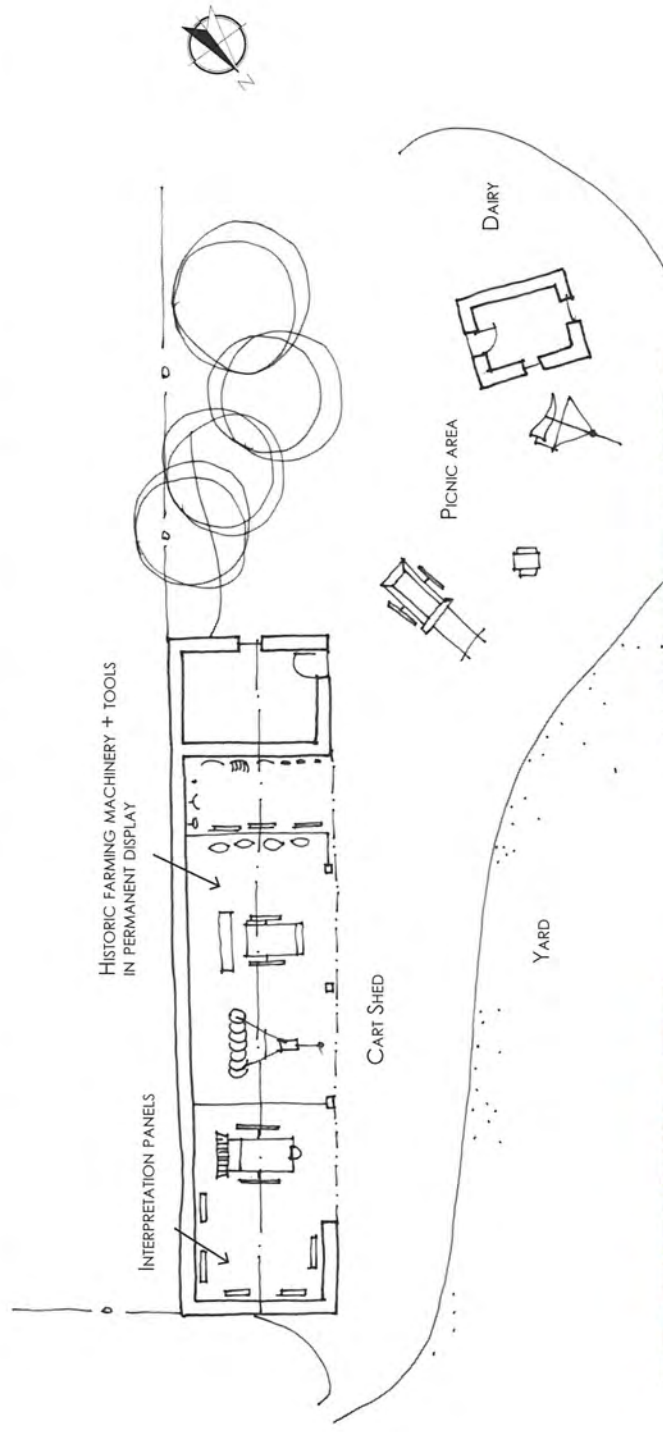 Interpretation panels
Historic farming machinery + tools
in permanent display
Cart Shed
Yard
Picnic area
Dairy
N